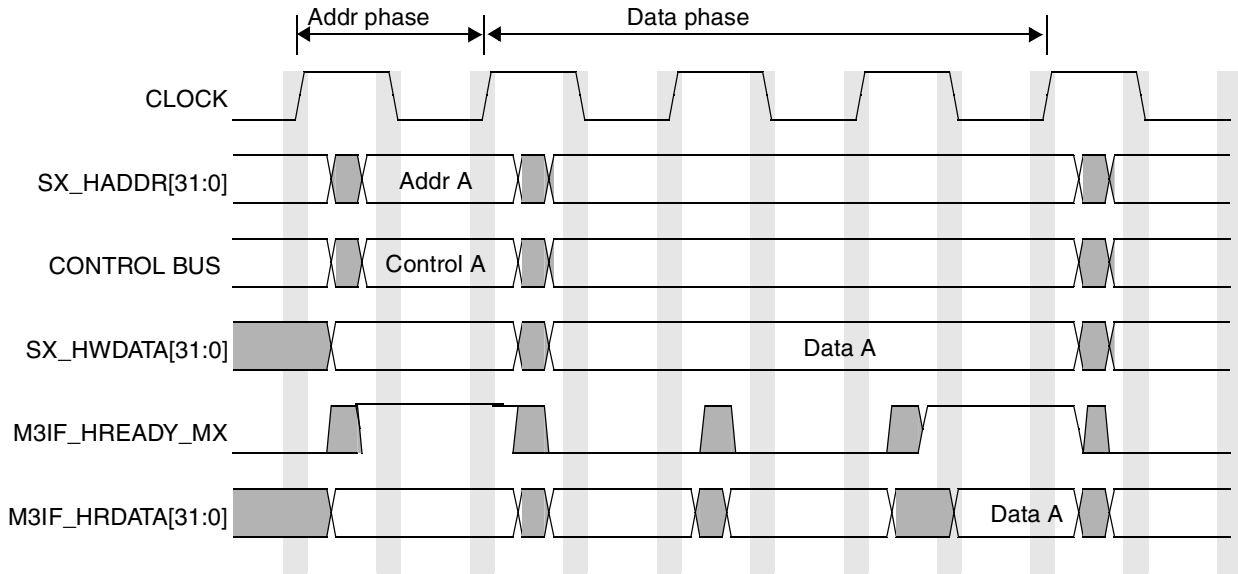 Addr phase
Data phase
CLOCK
SX_HADDR[31:0]
Addr A
CONTROL BUS
Control A
SX_HWDATA[31:0]
Data A
M3IF_HREADY_MX
M3IF_HRDATA[31:0]
Data A